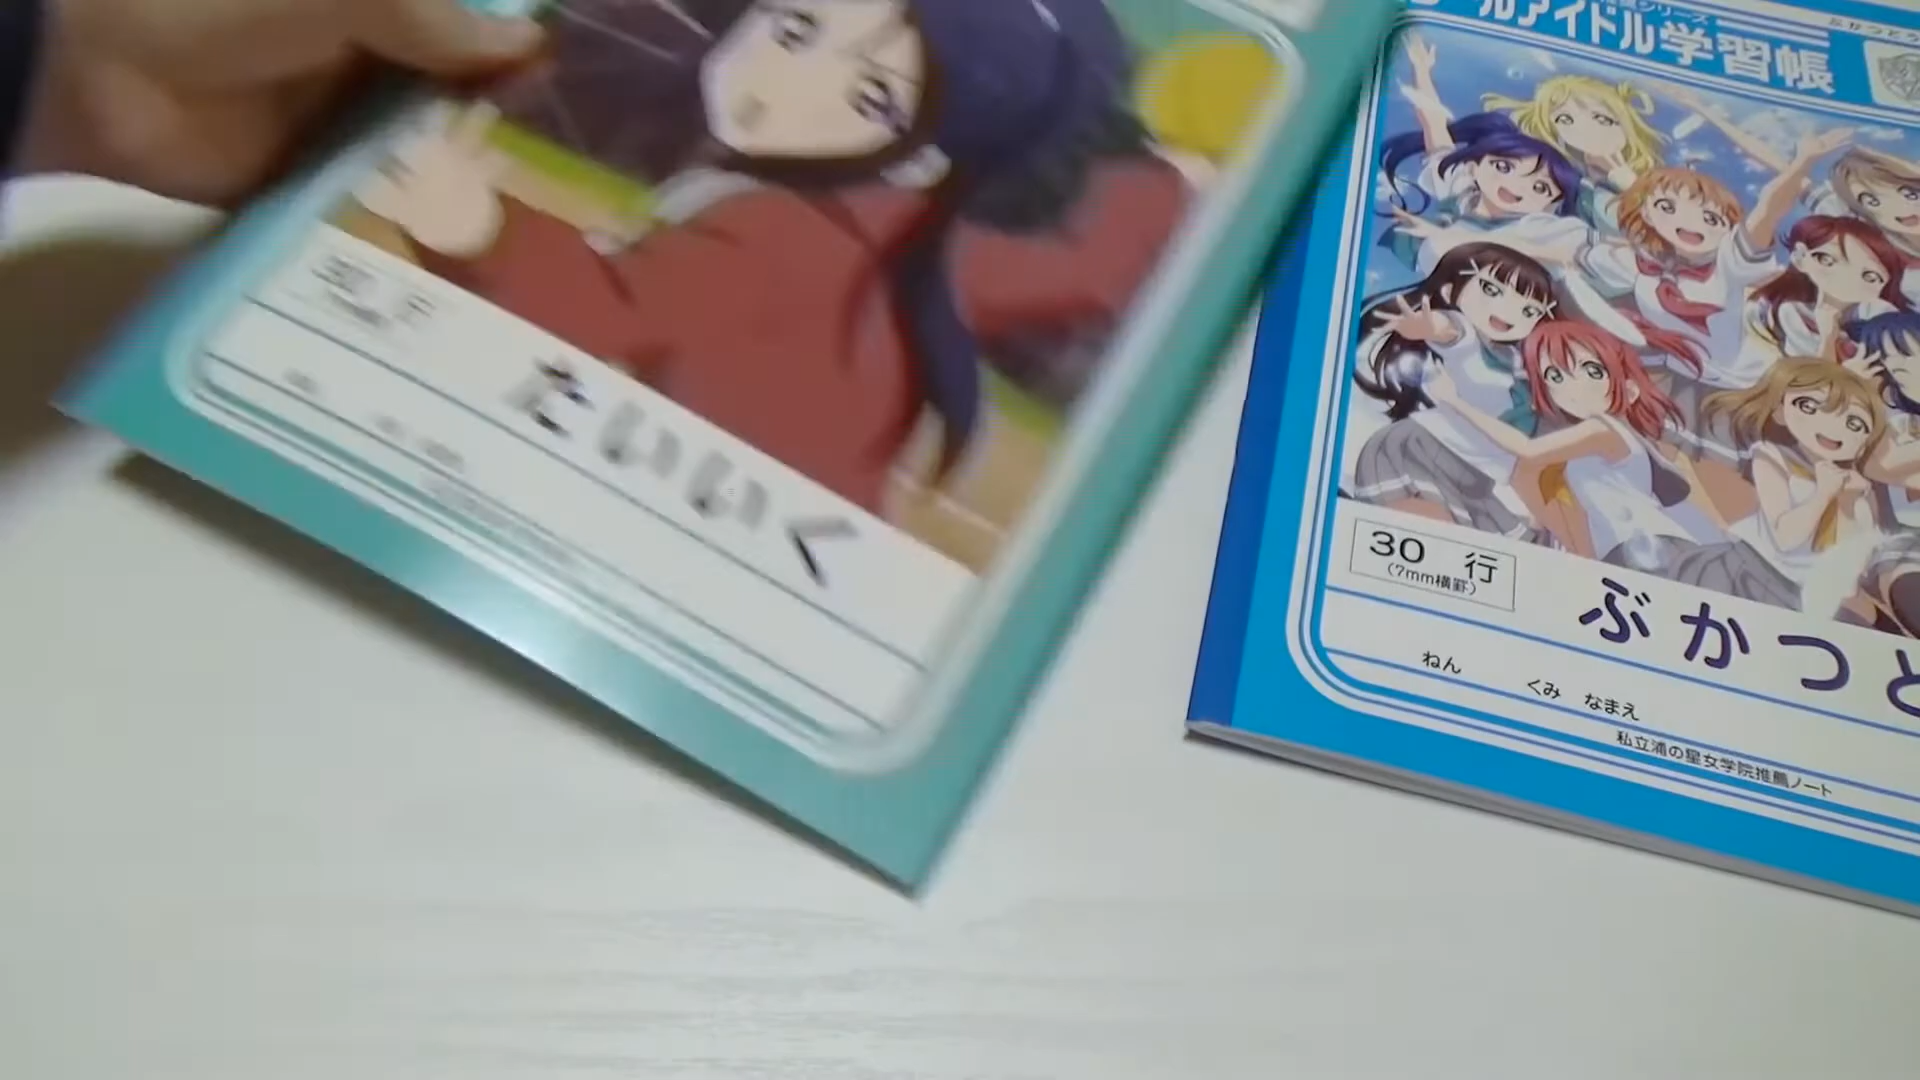 たいいく
ールアイドル学習帳
30 行
(7mm横罫)
ぶかつと
ねん くみ なまえ
私立浦の星女学院推薦ノート